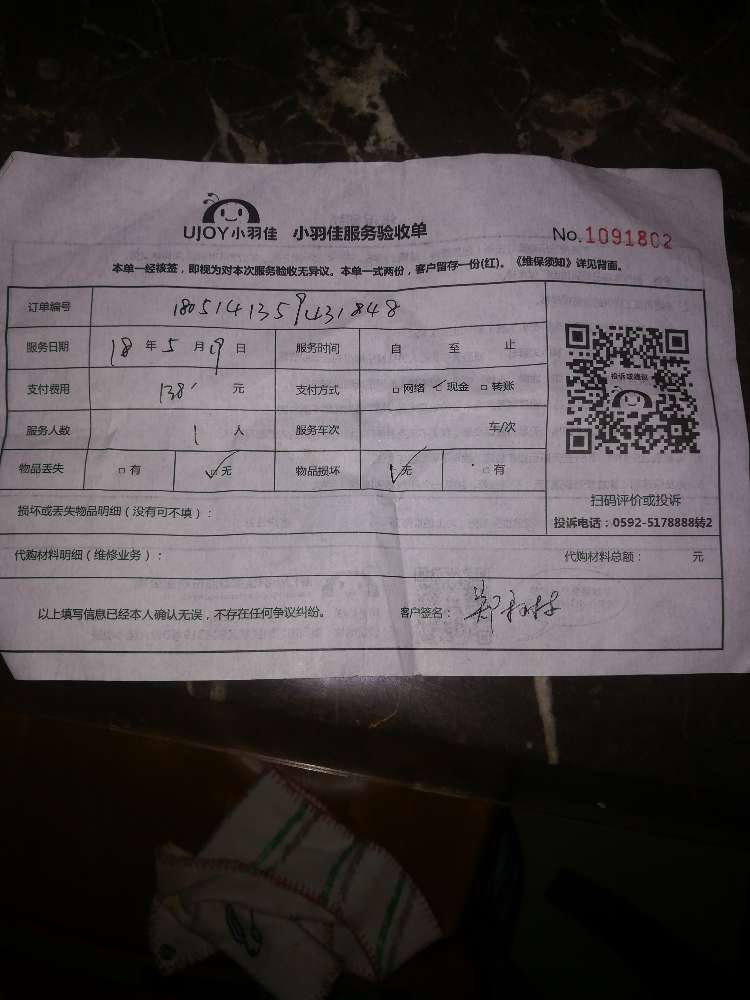 UJOY小羽佳 小羽佳服务验收单 No.1091802
本单一经核签，即视为对本次服务验收无异议。本单一式两份，客户留存一份(红)。《维保须知》详见背面。
订单编号 1805141359431848
服务日期 18 年 5 月 19 日 服务时间 自 至 止
支付费用 138 元 支付方式 □网络 ☑现金 □转账
投诉或建议
服务人数 1 人 服务车次 车/次
物品丢失 □有 ☑无 物品损坏 ☑无 □有
扫码评价或投诉
损坏或丢失物品明细（没有可不填）：
投诉电话：0592-5178888转2
代购材料明细（维修业务）： 代购材料总额： 元
以上填写信息已经本人确认无误，不存在任何争议纠纷。 客户签名：郑